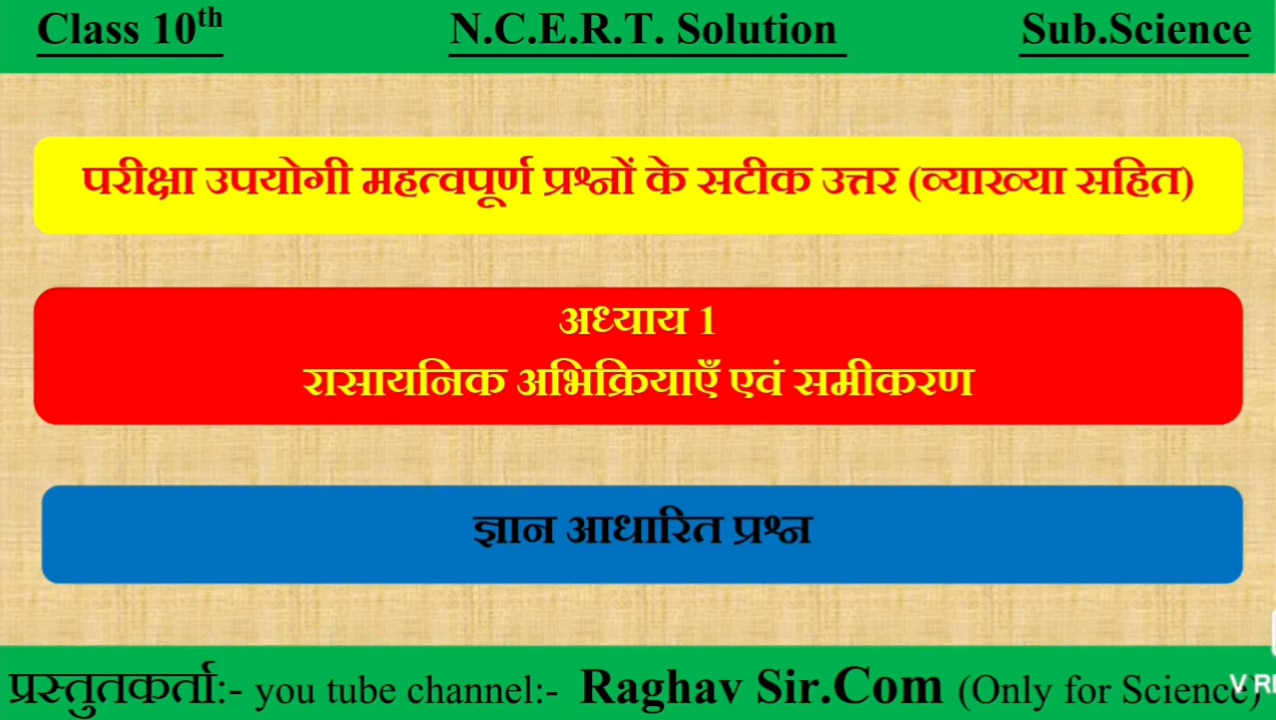 Class 10th N.C.E.R.T. Solution Sub.Science
परीक्षा उपयोगी महत्वपूर्ण प्रश्नों के सटीक उत्तर (व्याख्या सहित)
अध्याय 1
रासायनिक अभिक्रियाएँ एवं समीकरण
ज्ञान आधारित प्रश्न
प्रस्तुतकर्ता:- you tube channel:- Raghav Sir.Com (Only for Science)